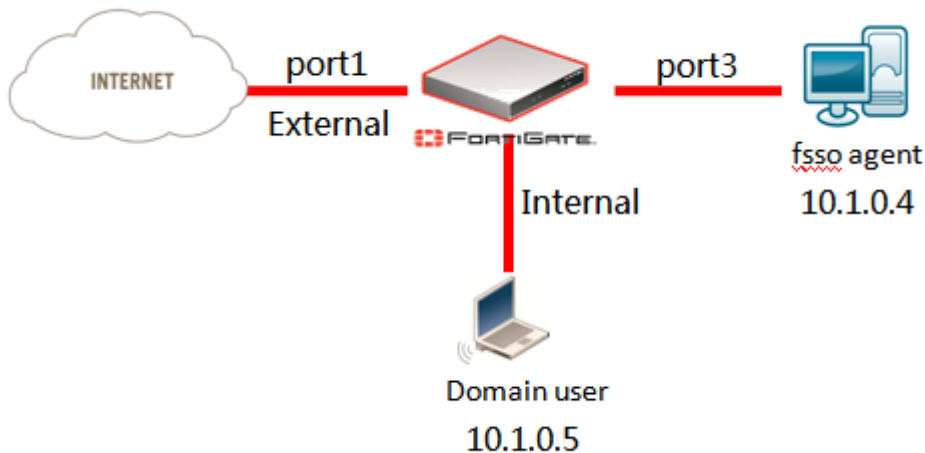 INTERNET
port1
External
FORTIGATE.
port3
fsso agent
10.1.0.4
Internal
Domain user
10.1.0.5